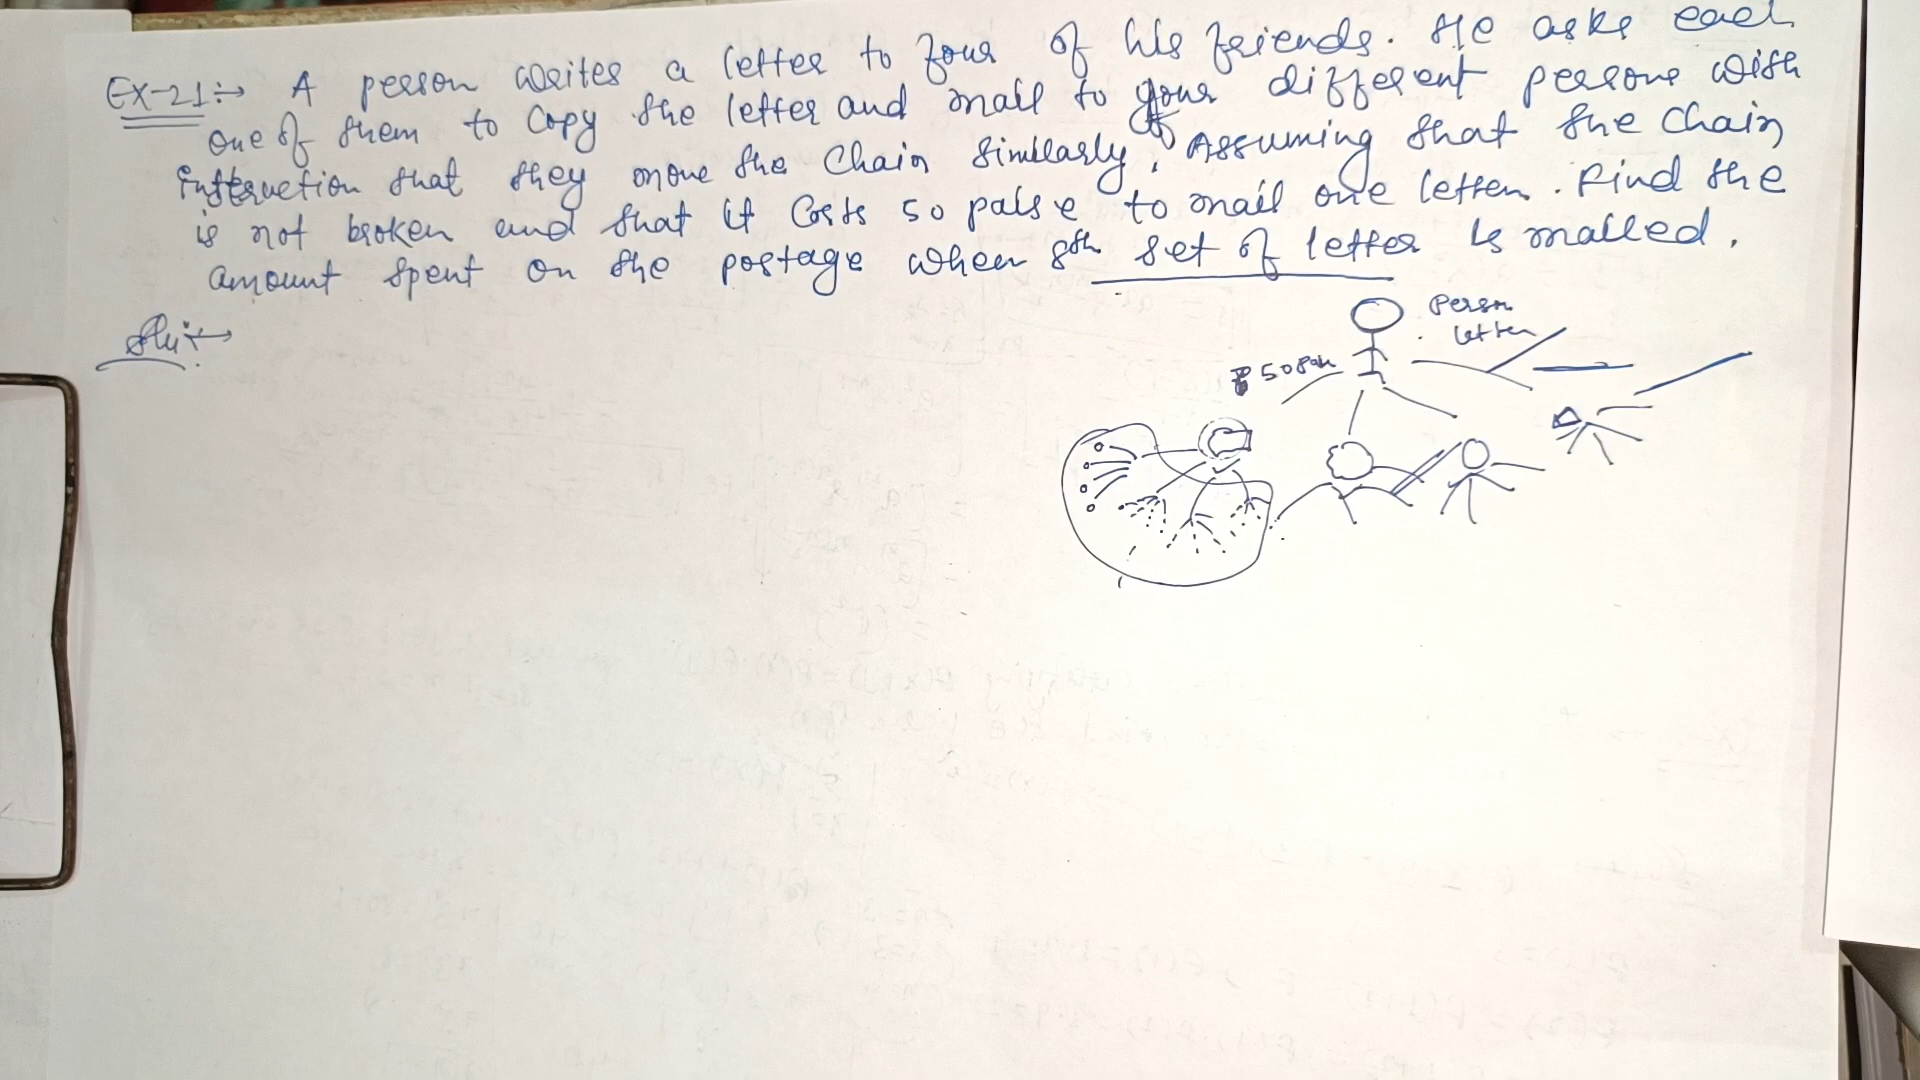 Ex-21:→ A person writes a letter to four of his friends. He asks each
one of them to copy the letter and mail to four different persons with
instruction that they move the chain similarly. Assuming that the chain
is not broken and that it costs 50 paise to mail one letter. Find the
amount spent on the postage when 8th set of letter is mailed.
Person
letter
50